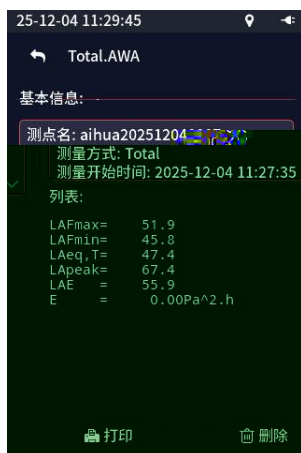 25-12-04 11:29:45
Total.AWA
基本信息:
测点名: aihua20251204
测量方式: Total
测量开始时间: 2025-12-04 11:27:35
列表:
LAFmax= 51.9
LAFmin= 45.8
LAeq,T= 47.4
LApeak= 67.4
LAE = 55.9
E = 0.00Pa^2.h
打印 删除